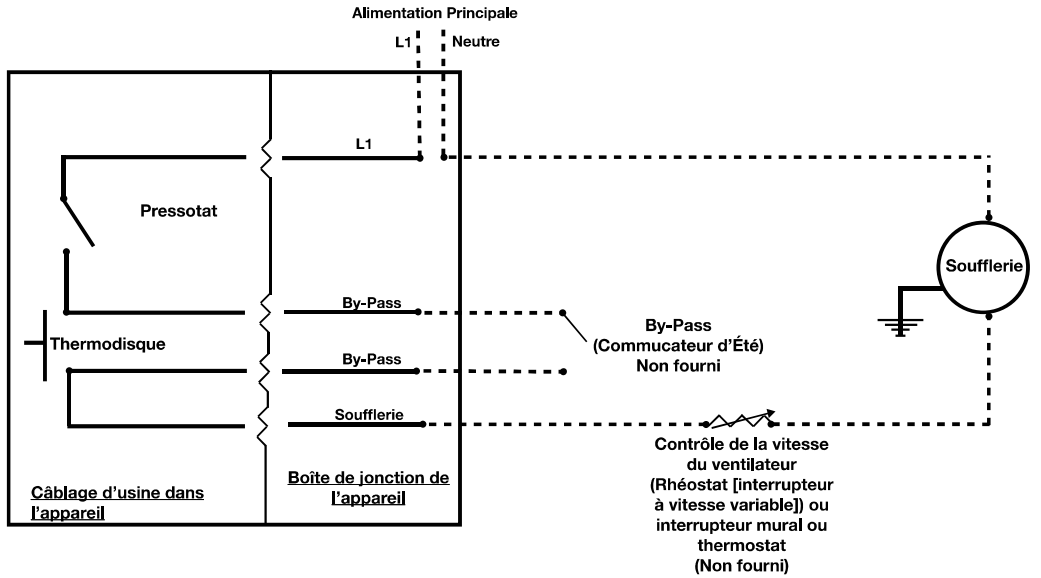 Alimentation Principale
L1
Neutre
L1
Pressotat
Soufflerie
By-Pass
Thermodisque
By-Pass
(Commucateur d'Été)
Non fourni
By-Pass
Soufflerie
Contrôle de la vitesse
du ventilateur
(Rhéostat [interrupteur
à vitesse variable]) ou
interrupteur mural ou
thermostat
(Non fourni)
Câblage d'usine dans
l'appareil
Boîte de jonction de
l'appareil